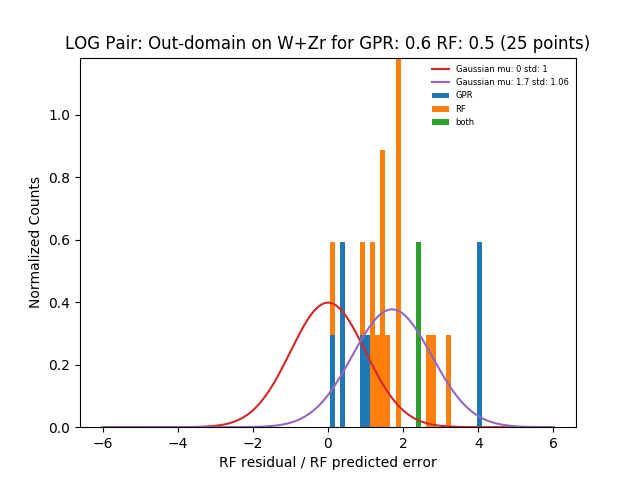 LOG Pair: Out-domain on W+Zr for GPR: 0.6 RF: 0.5 (25 points)
Gaussian mu: 0 std: 1
Gaussian mu: 1.7 std: 1.06
GPR
RF
both
Normalized Counts
1.0
0.8
0.6
0.4
0.2
0.0
−6 −4 −2 0 2 4 6
RF residual / RF predicted error